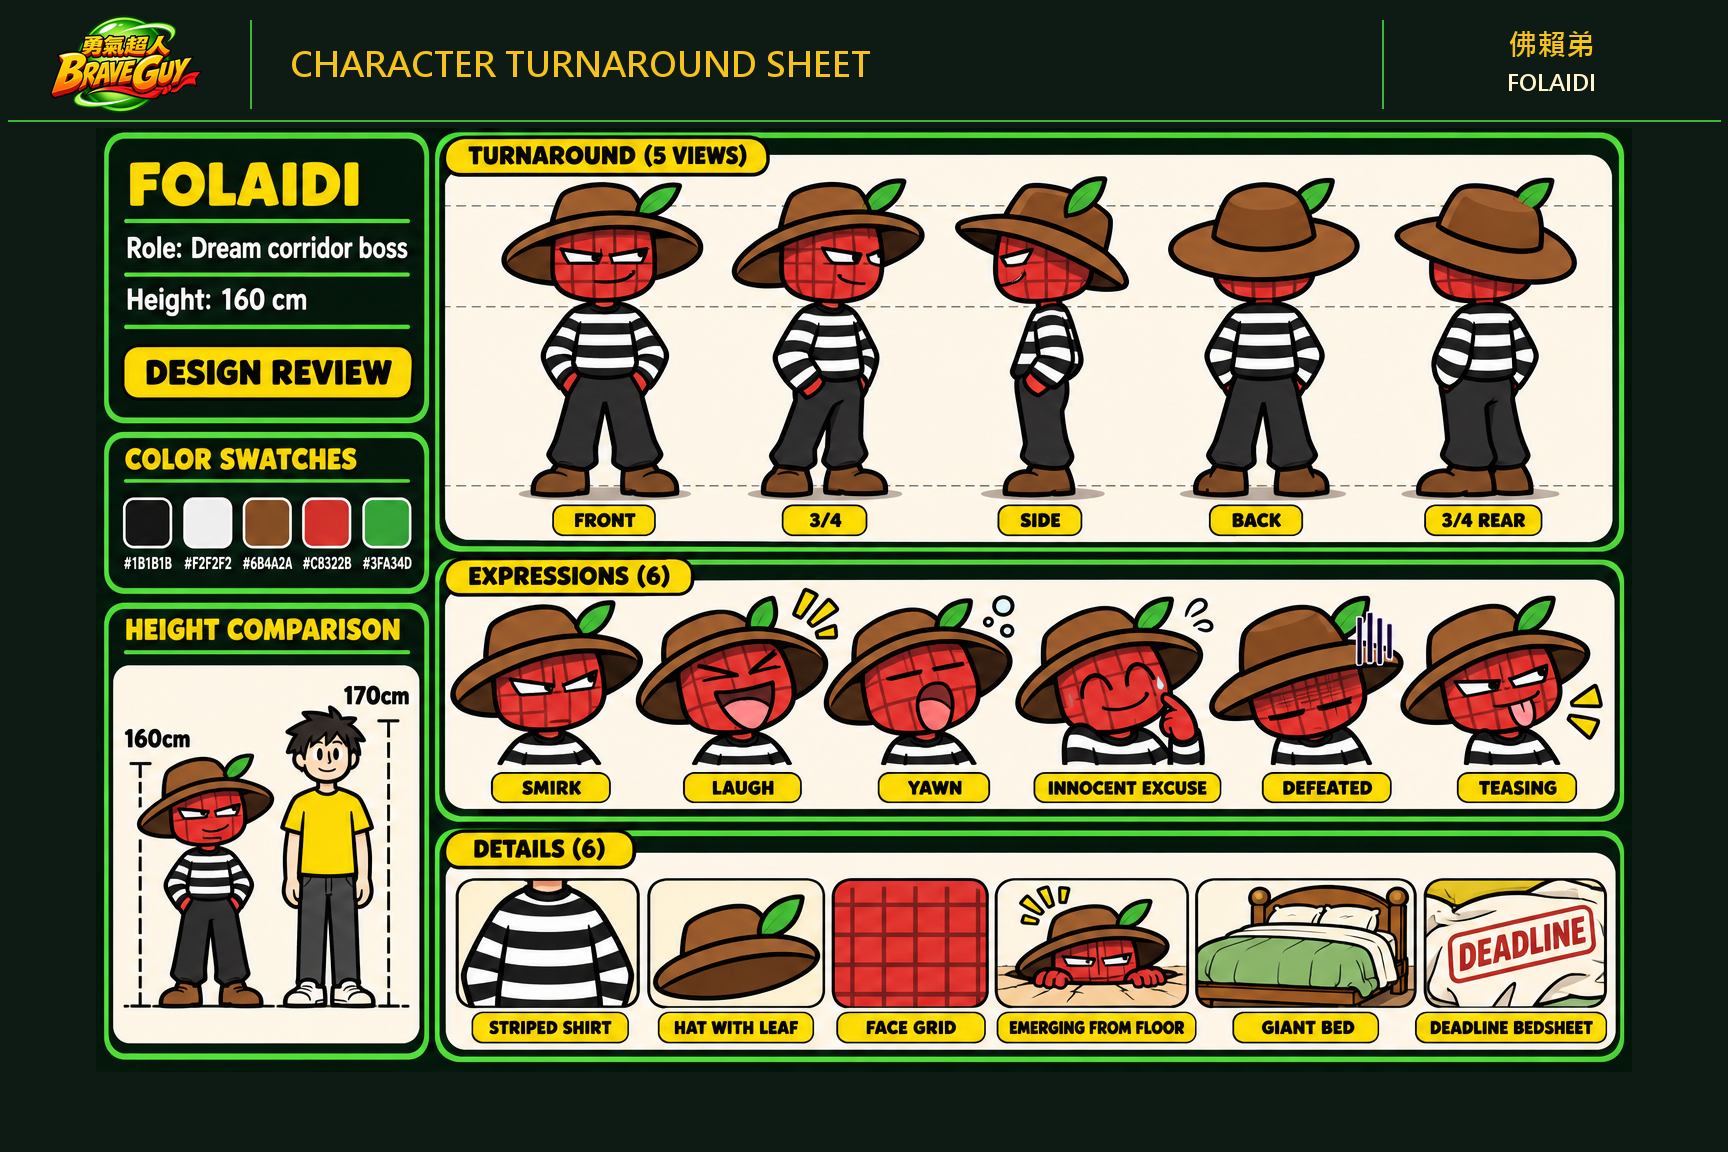 勇氣超人
BRAVE GUY
CHARACTER TURNAROUND SHEET
佛賴弟
FOLAIDI
FOLAIDI
Role: Dream corridor boss
Height: 160 cm
DESIGN REVIEW
COLOR SWATCHES
#1B1B1B #F2F2F2 #6B4A2A #C8322B #3FA34D
HEIGHT COMPARISON
170cm
160cm
TURNAROUND (5 VIEWS)
FRONT 3/4 SIDE BACK 3/4 REAR
EXPRESSIONS (6)
SMIRK LAUGH YAWN INNOCENT EXCUSE DEFEATED TEASING
DETAILS (6)
DEADLINE
STRIPED SHIRT HAT WITH LEAF FACE GRID EMERGING FROM FLOOR GIANT BED DEADLINE BEDSHEET